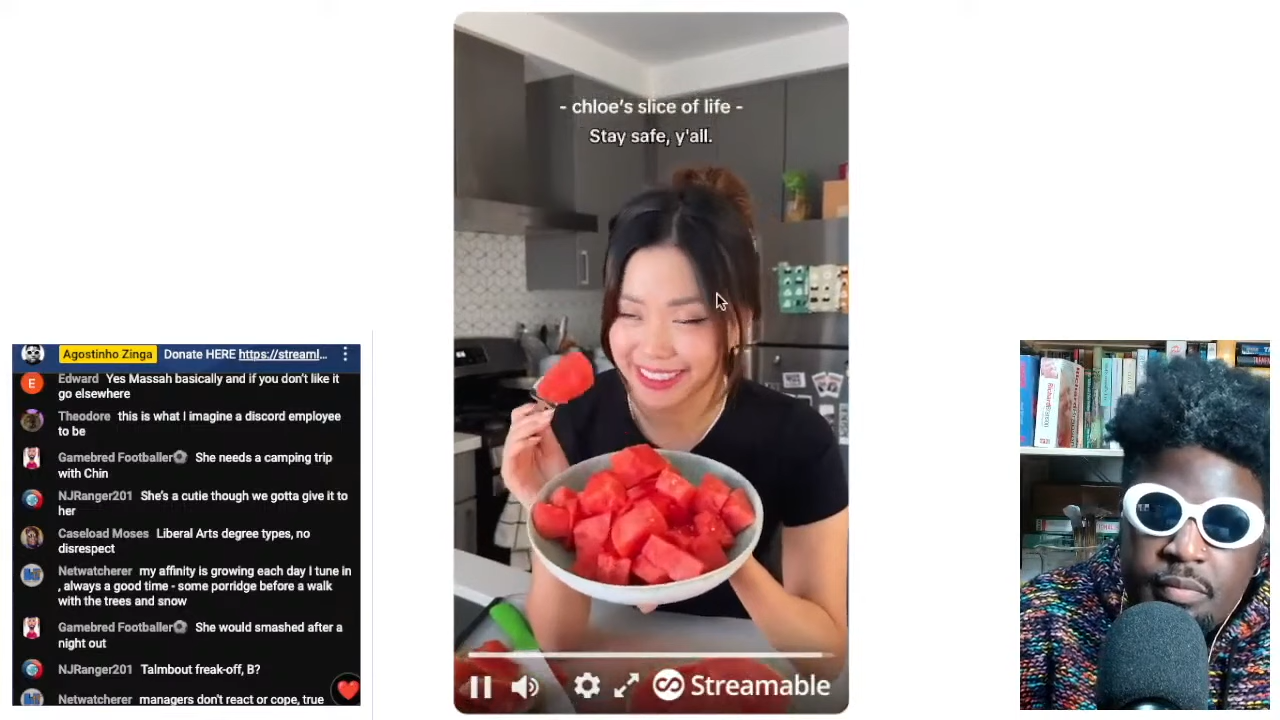 - chloe's slice of life -
Stay safe, y'all.
Agostinho Zinga Donate HERE https://streaml...
E Edward Yes Massah basically and if you don't like it
go elsewhere
Theodore this is what I imagine a discord employee
to be
Gamebred Footballer⚽ She needs a camping trip
with Chin
NJRanger201 She's a cutie though we gotta give it to
her
Caseload Moses Liberal Arts degree types, no
disrespect
Netwatcherer my affinity is growing each day I tune in
, always a good time - some porridge before a walk
with the trees and snow
Gamebred Footballer⚽ She would smashed after a
night out
NJRanger201 Talmbout freak-off, B?
Netwatcherer managers don't react or cope, true
Streamable